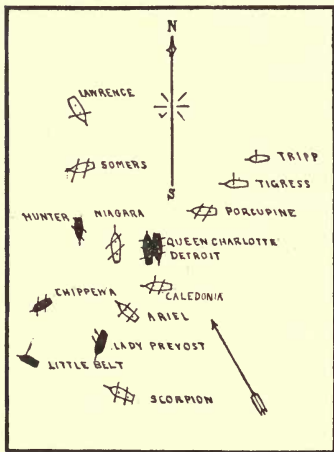 N
LAWRENCE
SOMERS
TRIPP
TIGRESS
S
HUNTER NIAGARA PORCUPINE
QUEEN CHARLOTTE
DETROIT
CHIPPEWA CALEDONIA
ARIEL
LADY PREVOST
LITTLE BELT
SCORPION